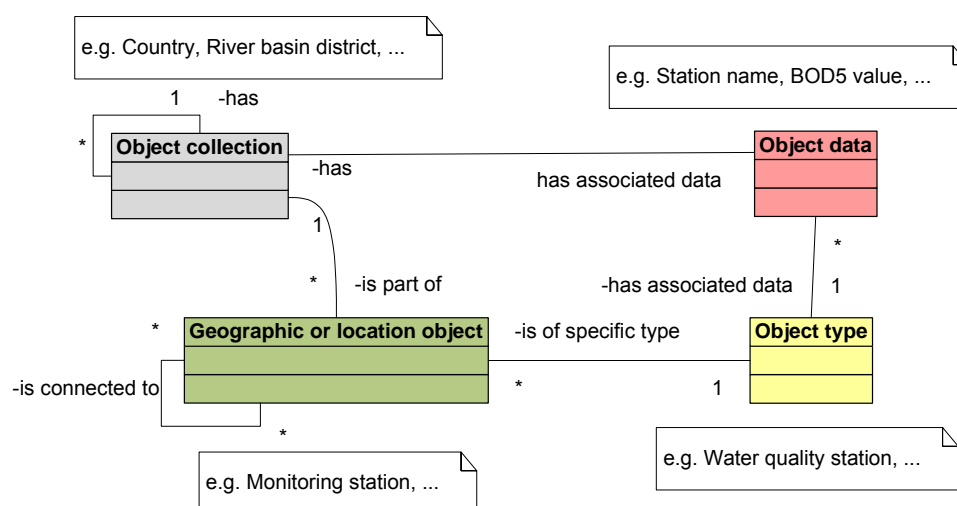 e.g. Country, River basin district, ...
e.g. Station name, BOD5 value, ...
1 -has
*
Object collection
Object data
-has
has associated data
1
*
*
-is part of
-has associated data
1
*
Geographic or location object
-is of specific type
Object type
-is connected to
*
1
*
e.g. Monitoring station, ...
e.g. Water quality station, ...